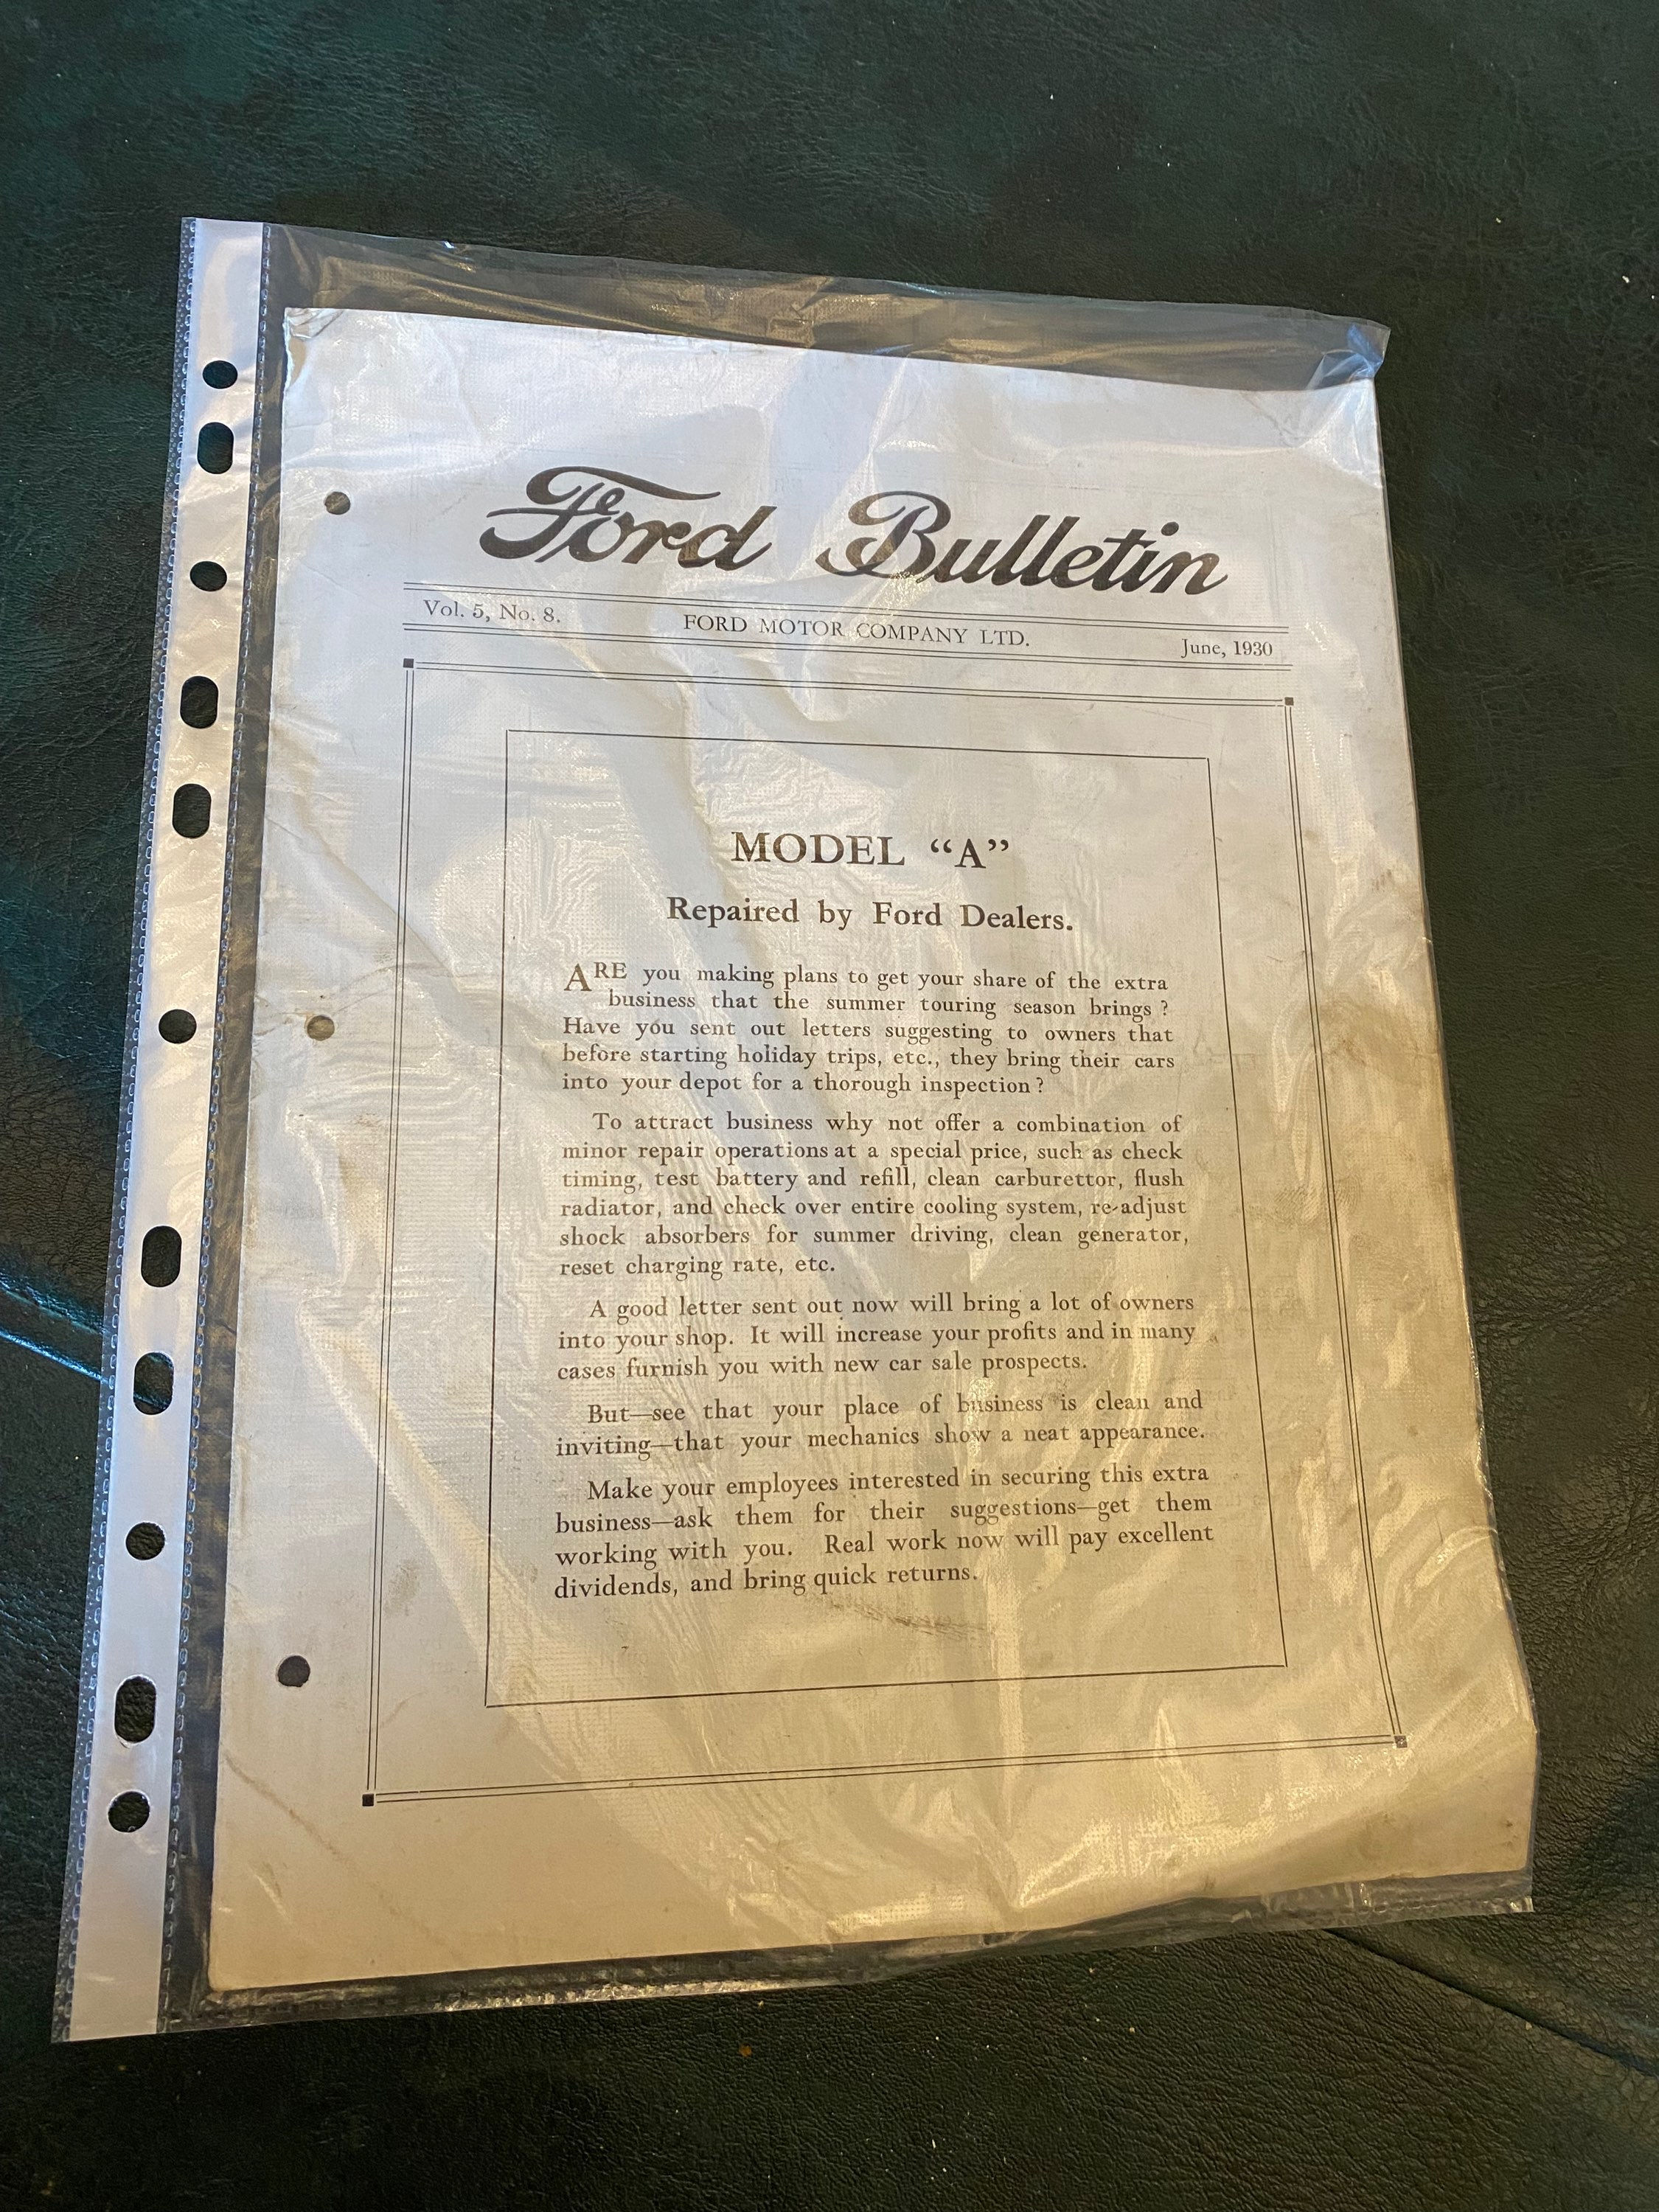 Ford Bulletin
Vol. 5, No. 8. FORD MOTOR COMPANY LTD. June, 1930
MODEL “A”
Repaired by Ford Dealers.
ARE you making plans to get your share of the extra
business that the summer touring season brings ?
Have you sent out letters suggesting to owners that
before starting holiday trips, etc., they bring their cars
into your depot for a thorough inspection ?
To attract business why not offer a combination of
minor repair operations at a special price, such as check
timing, test battery and refill, clean carburettor, flush
radiator, and check over entire cooling system, re-adjust
shock absorbers for summer driving, clean generator,
reset charging rate, etc.
A good letter sent out now will bring a lot of owners
into your shop. It will increase your profits and in many
cases furnish you with new car sale prospects.
But—see that your place of business is clean and
inviting—that your mechanics show a neat appearance.
Make your employees interested in securing this extra
business—ask them for their suggestions—get them
working with you. Real work now will pay excellent
dividends, and bring quick returns.